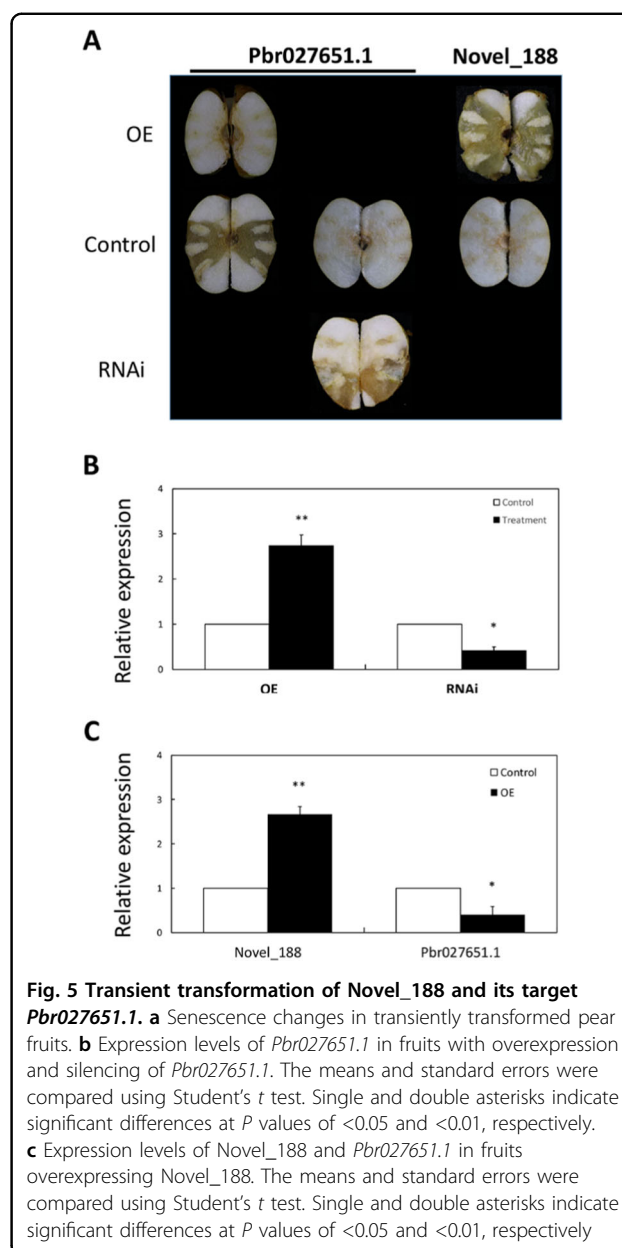 A
Pbr027651.1 Novel_188
OE
Control
RNAi
B
Relative expression
4
3
2
1
0
Control
Treatment
**
*
OE RNAi
C
Relative expression
4
3
2
1
0
Control
OE
**
*
Novel_188 Pbr027651.1
Fig. 5 Transient transformation of Novel_188 and its target
Pbr027651.1. a Senescence changes in transiently transformed pear
fruits. b Expression levels of Pbr027651.1 in fruits with overexpression
and silencing of Pbr027651.1. The means and standard errors were
compared using Student's t test. Single and double asterisks indicate
significant differences at P values of <0.05 and <0.01, respectively.
c Expression levels of Novel_188 and Pbr027651.1 in fruits
overexpressing Novel_188. The means and standard errors were
compared using Student's t test. Single and double asterisks indicate
significant differences at P values of <0.05 and <0.01, respectively